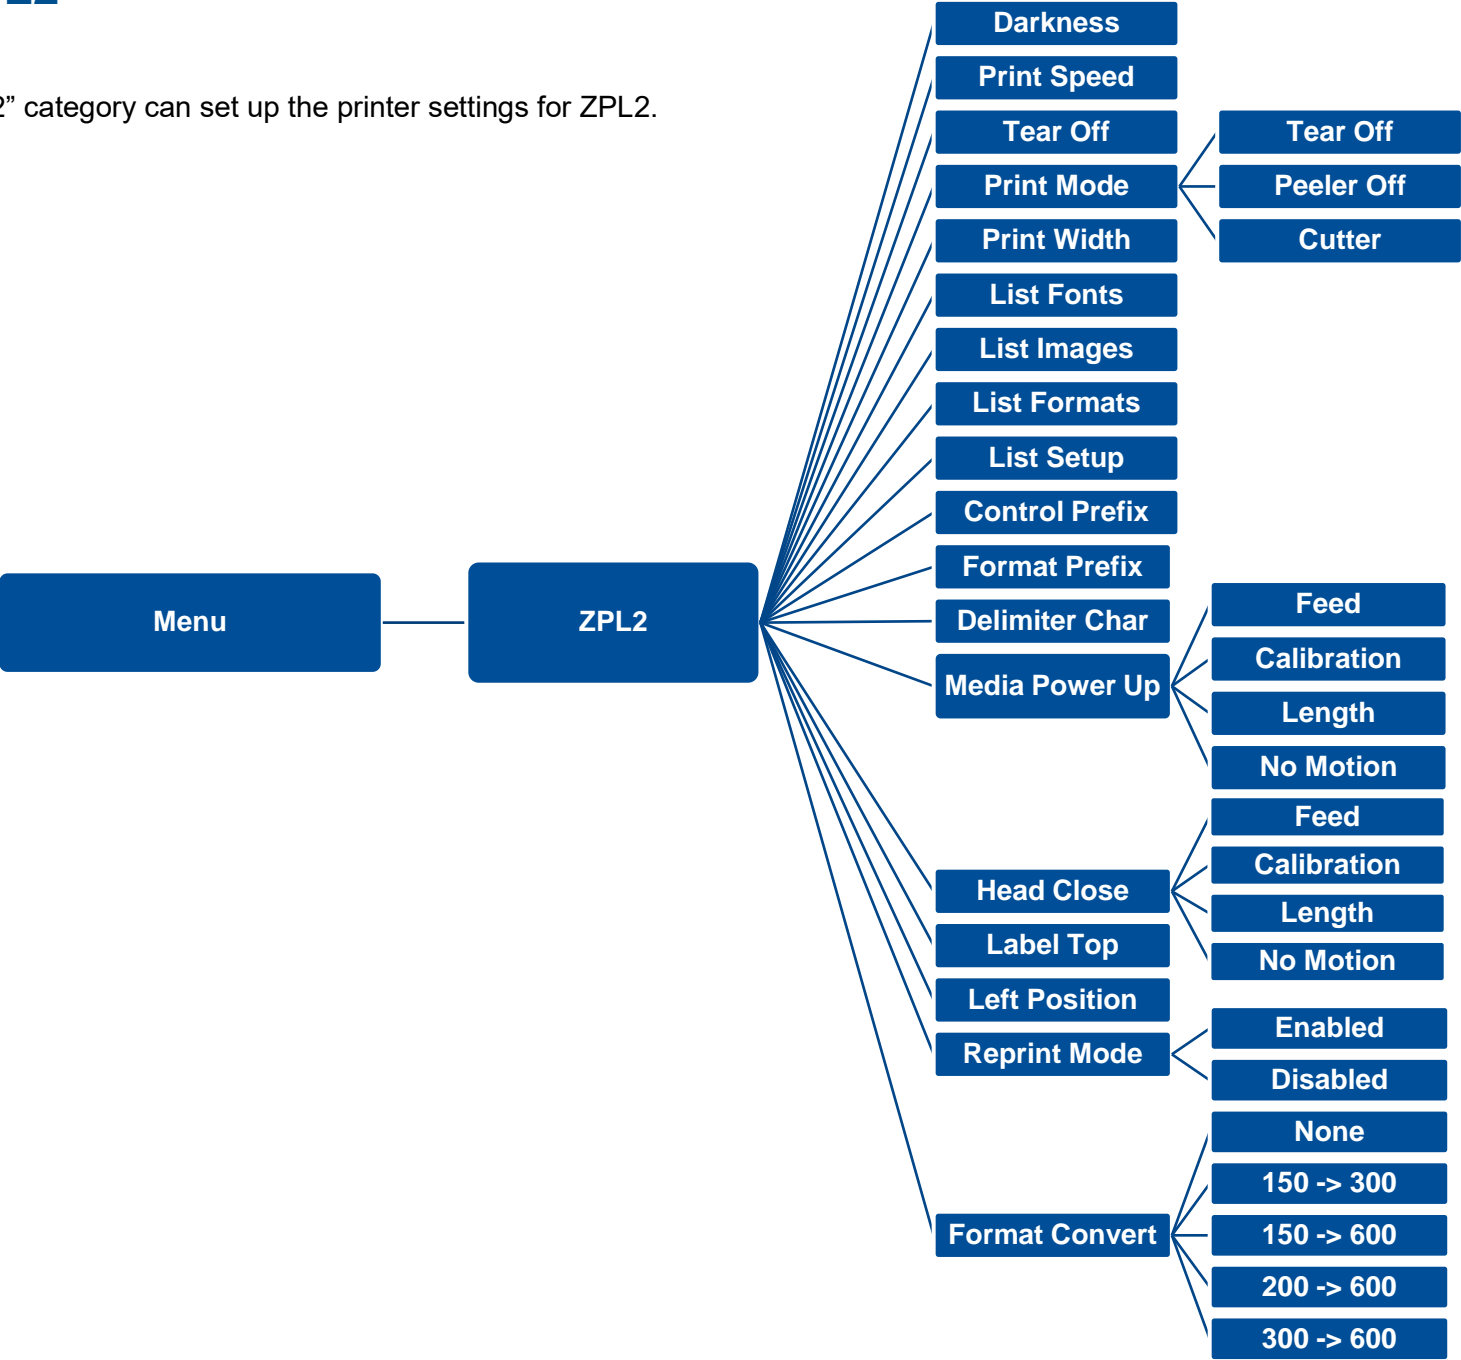 2” category can set up the printer settings for ZPL2.
Menu
ZPL2
Darkness
Print Speed
Tear Off
Print Mode
Tear Off
Peeler Off
Cutter
Print Width
List Fonts
List Images
List Formats
List Setup
Control Prefix
Format Prefix
Delimiter Char
Media Power Up
Feed
Calibration
Length
No Motion
Head Close
Feed
Calibration
Length
No Motion
Label Top
Left Position
Reprint Mode
Enabled
Disabled
Format Convert
None
150 -> 300
150 -> 600
200 -> 600
300 -> 600